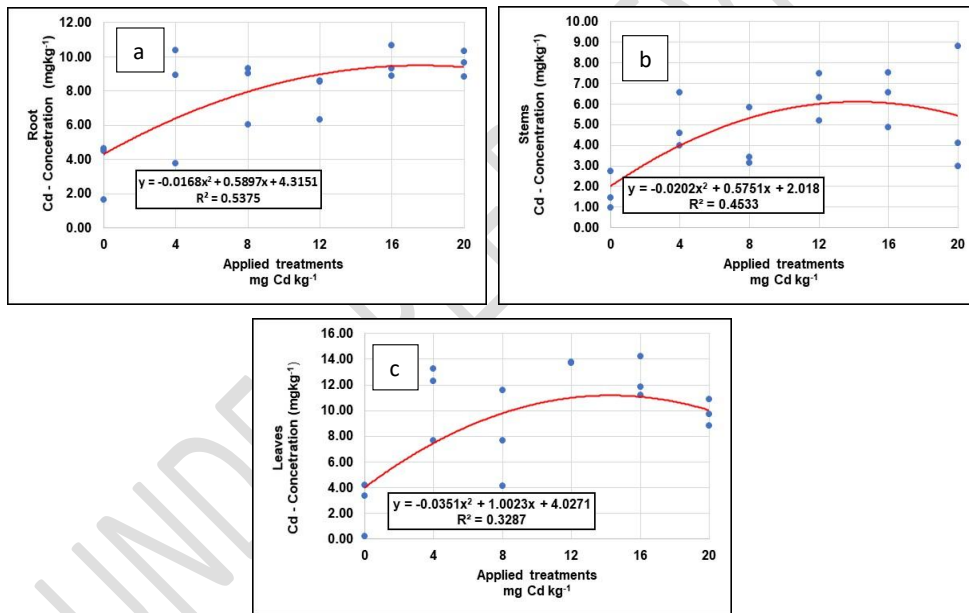 a
Root
Cd - Concetration (mgkg-1)
12.00
10.00
8.00
6.00
4.00
2.00
0.00
y = -0.0168x² + 0.5897x + 4.3151
R² = 0.5375
0 4 8 12 16 20
Applied treatments
mg Cd kg-1
b
Stems
Cd - Concentration (mgkg-1)
10.00
9.00
8.00
7.00
6.00
5.00
4.00
3.00
2.00
1.00
0.00
y = -0.0202x² + 0.5751x + 2.018
R² = 0.4533
0 4 8 12 16 20
Applied treatments
mg Cd kg-1
c
Leaves
Cd - Concetration (mgkg-1)
16.00
14.00
12.00
10.00
8.00
6.00
4.00
2.00
0.00
y = -0.0351x² + 1.0023x + 4.0271
R² = 0.3287
0 4 8 12 16 20
Applied treatments
mg Cd kg-1
UNDER